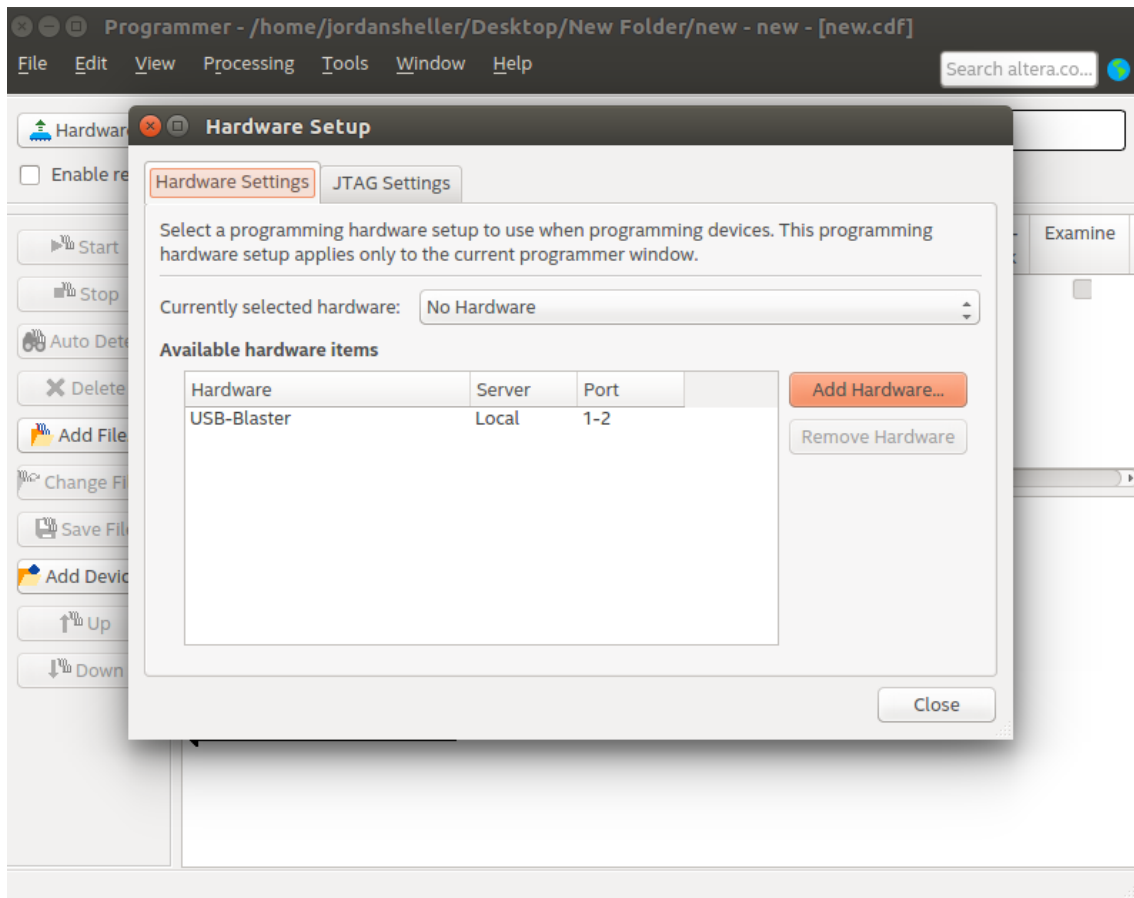 Programmer - /home/jordansheller/Desktop/New Folder/new - new - [new.cdf]
File Edit View Processing Tools Window Help
Search altera.co...
Hardware Setup
Enable re
Hardware Settings
JTAG Settings
Select a programming hardware setup to use when programming devices. This programming
hardware setup applies only to the current programmer window.
Currently selected hardware:
No Hardware
Available hardware items
Hardware Server Port
USB-Blaster Local 1-2
Add Hardware...
Remove Hardware
Close
Hardwar
Start
Stop
Auto Dete
Delete
Add File
Change Fi
Save File
Add Devic
Up
Down
Examine